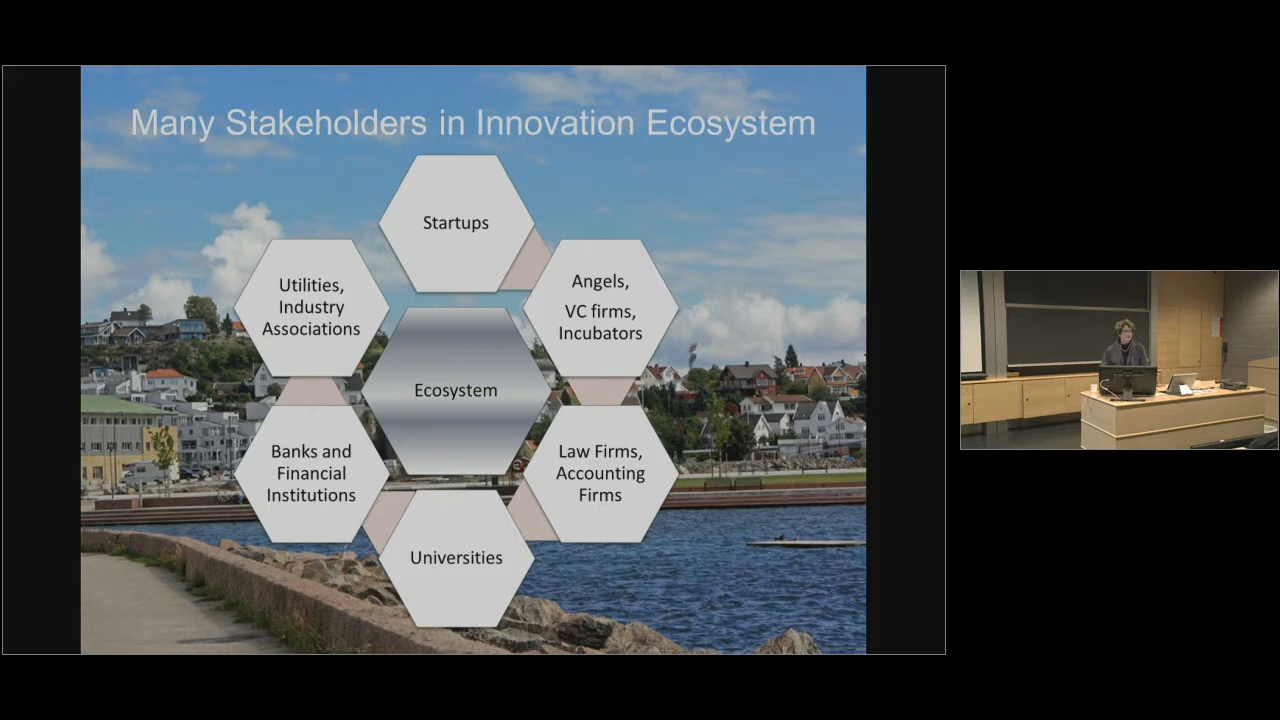 Many Stakeholders in Innovation Ecosystem
Startups
Utilities,
Industry
Associations
Angels,
VC firms,
Incubators
Ecosystem
Banks and
Financial
Institutions
Law Firms,
Accounting
Firms
Universities